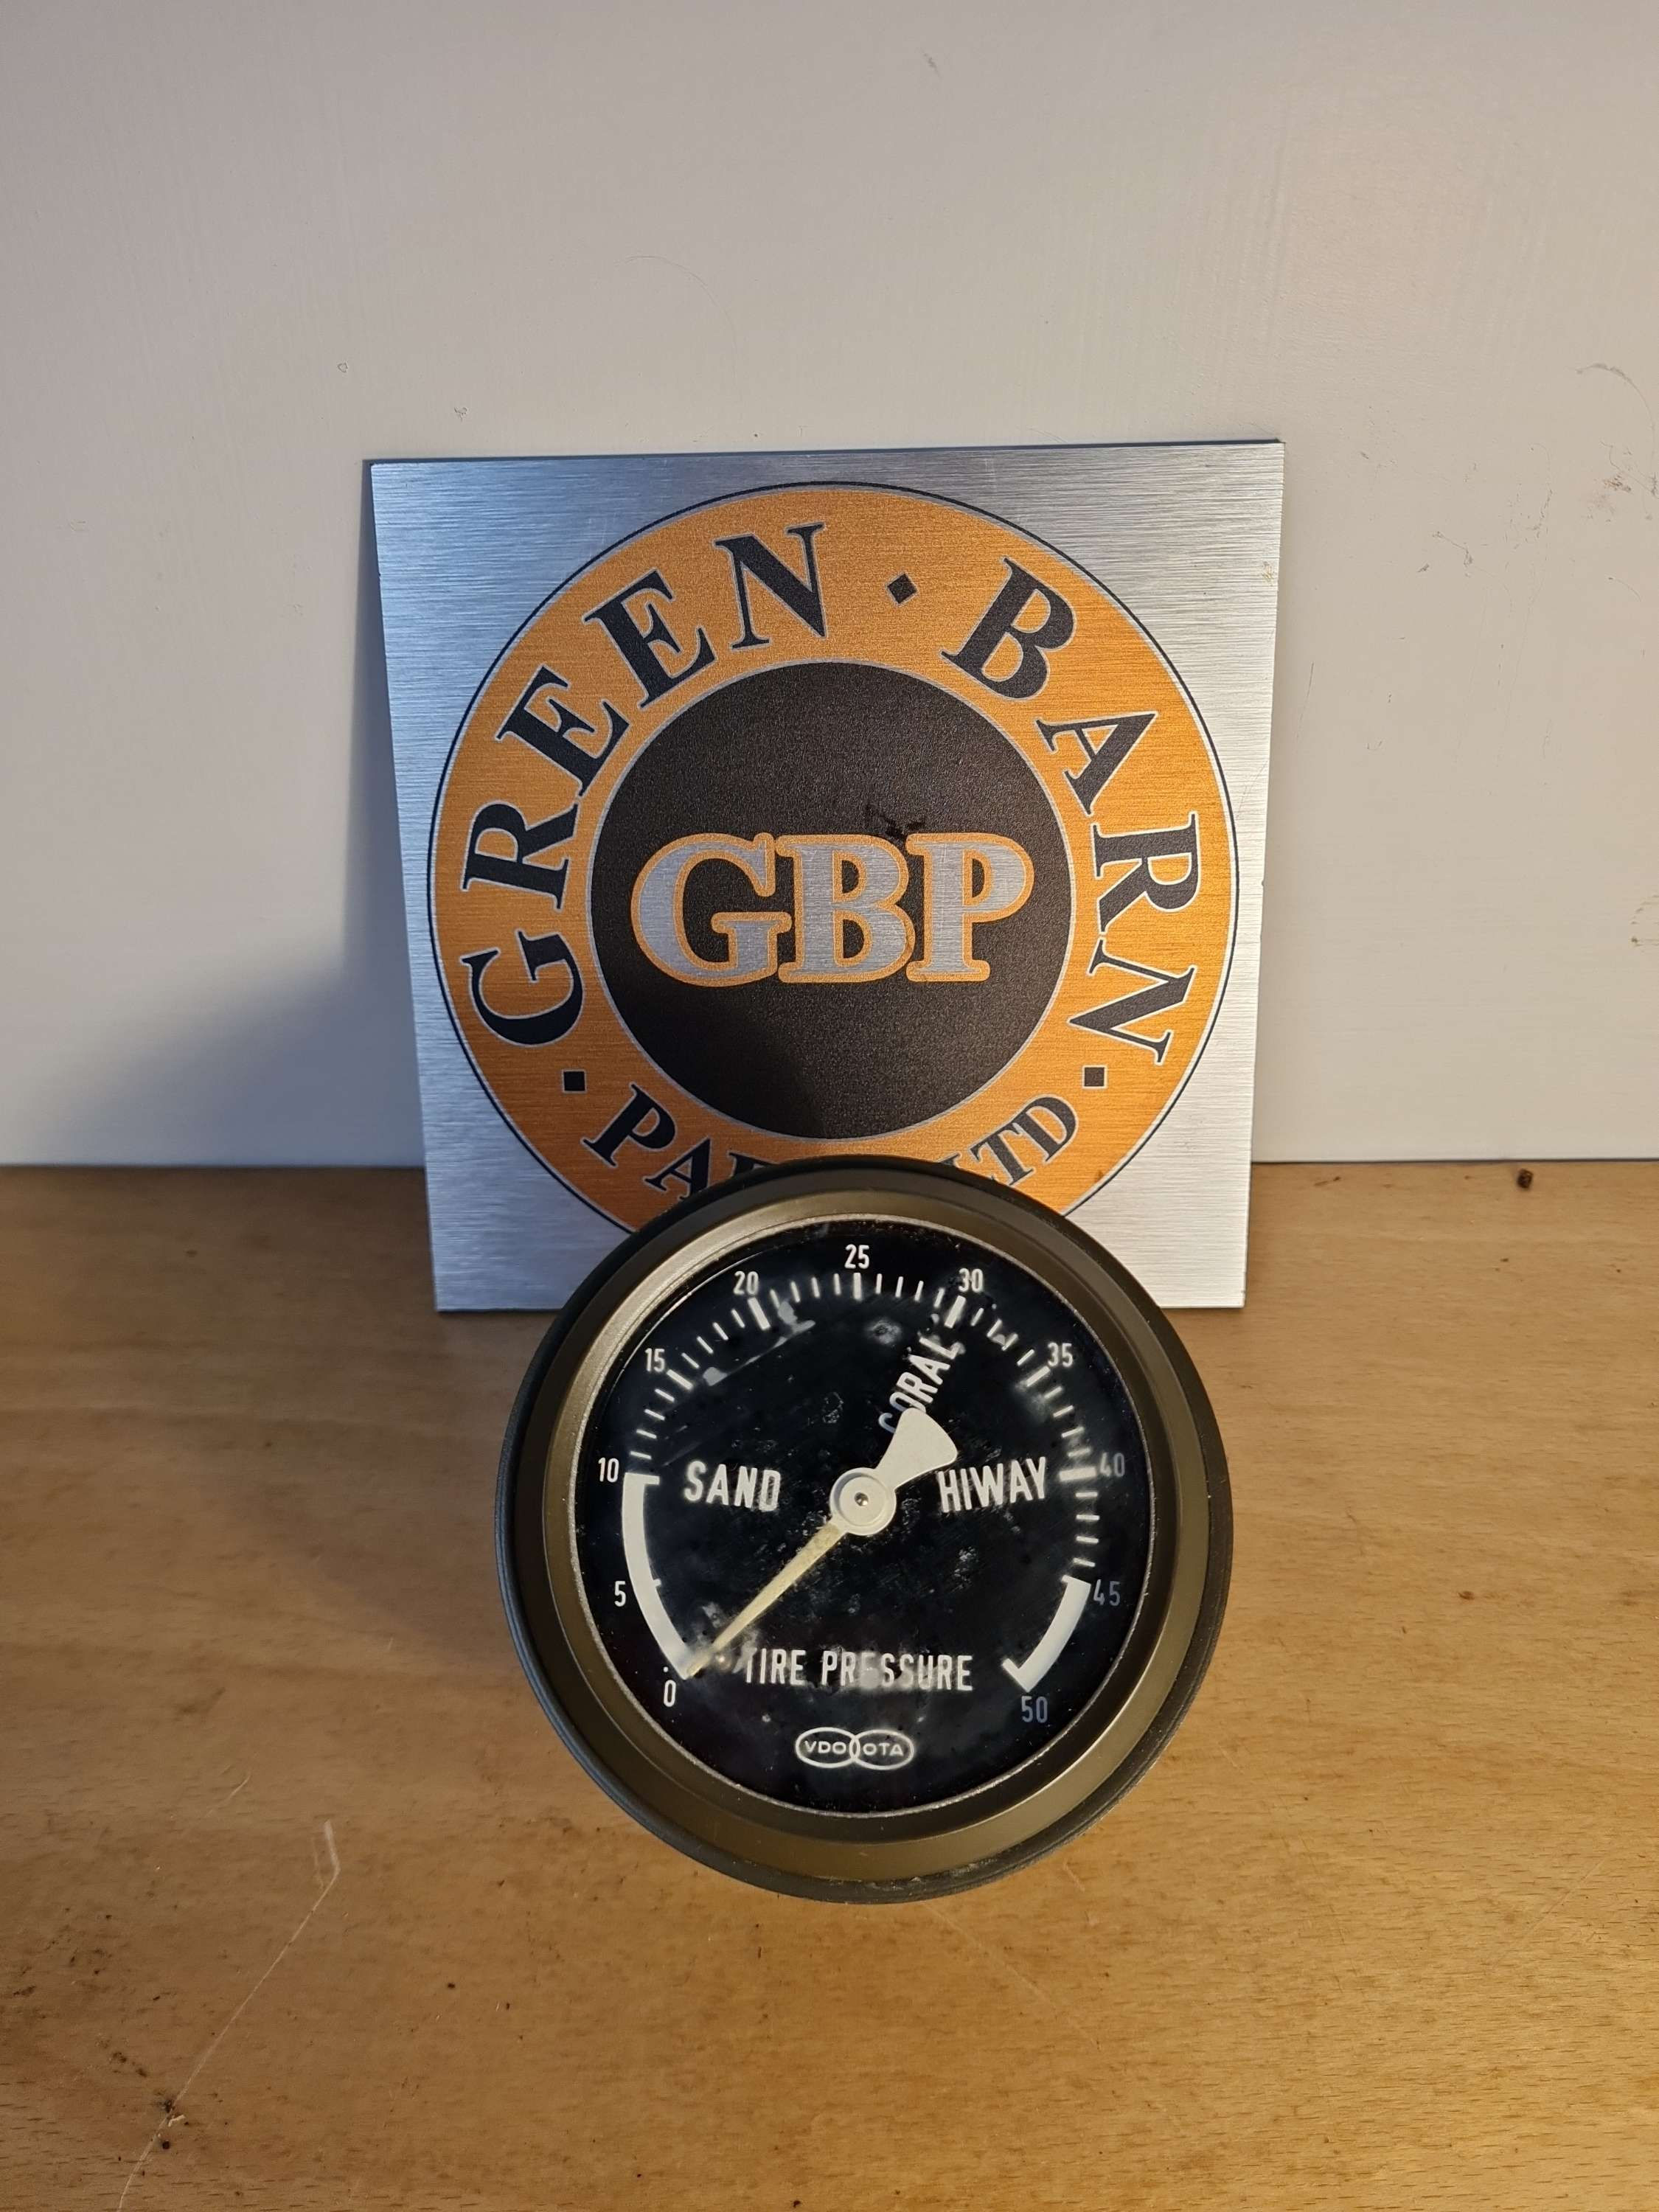 GREEN · BARN
GBP
LTD
25
20
30
15
35
CORAL
10
SAND
HIWAY
40
5
45
TIRE PRESSURE
0
50
VDO OTA